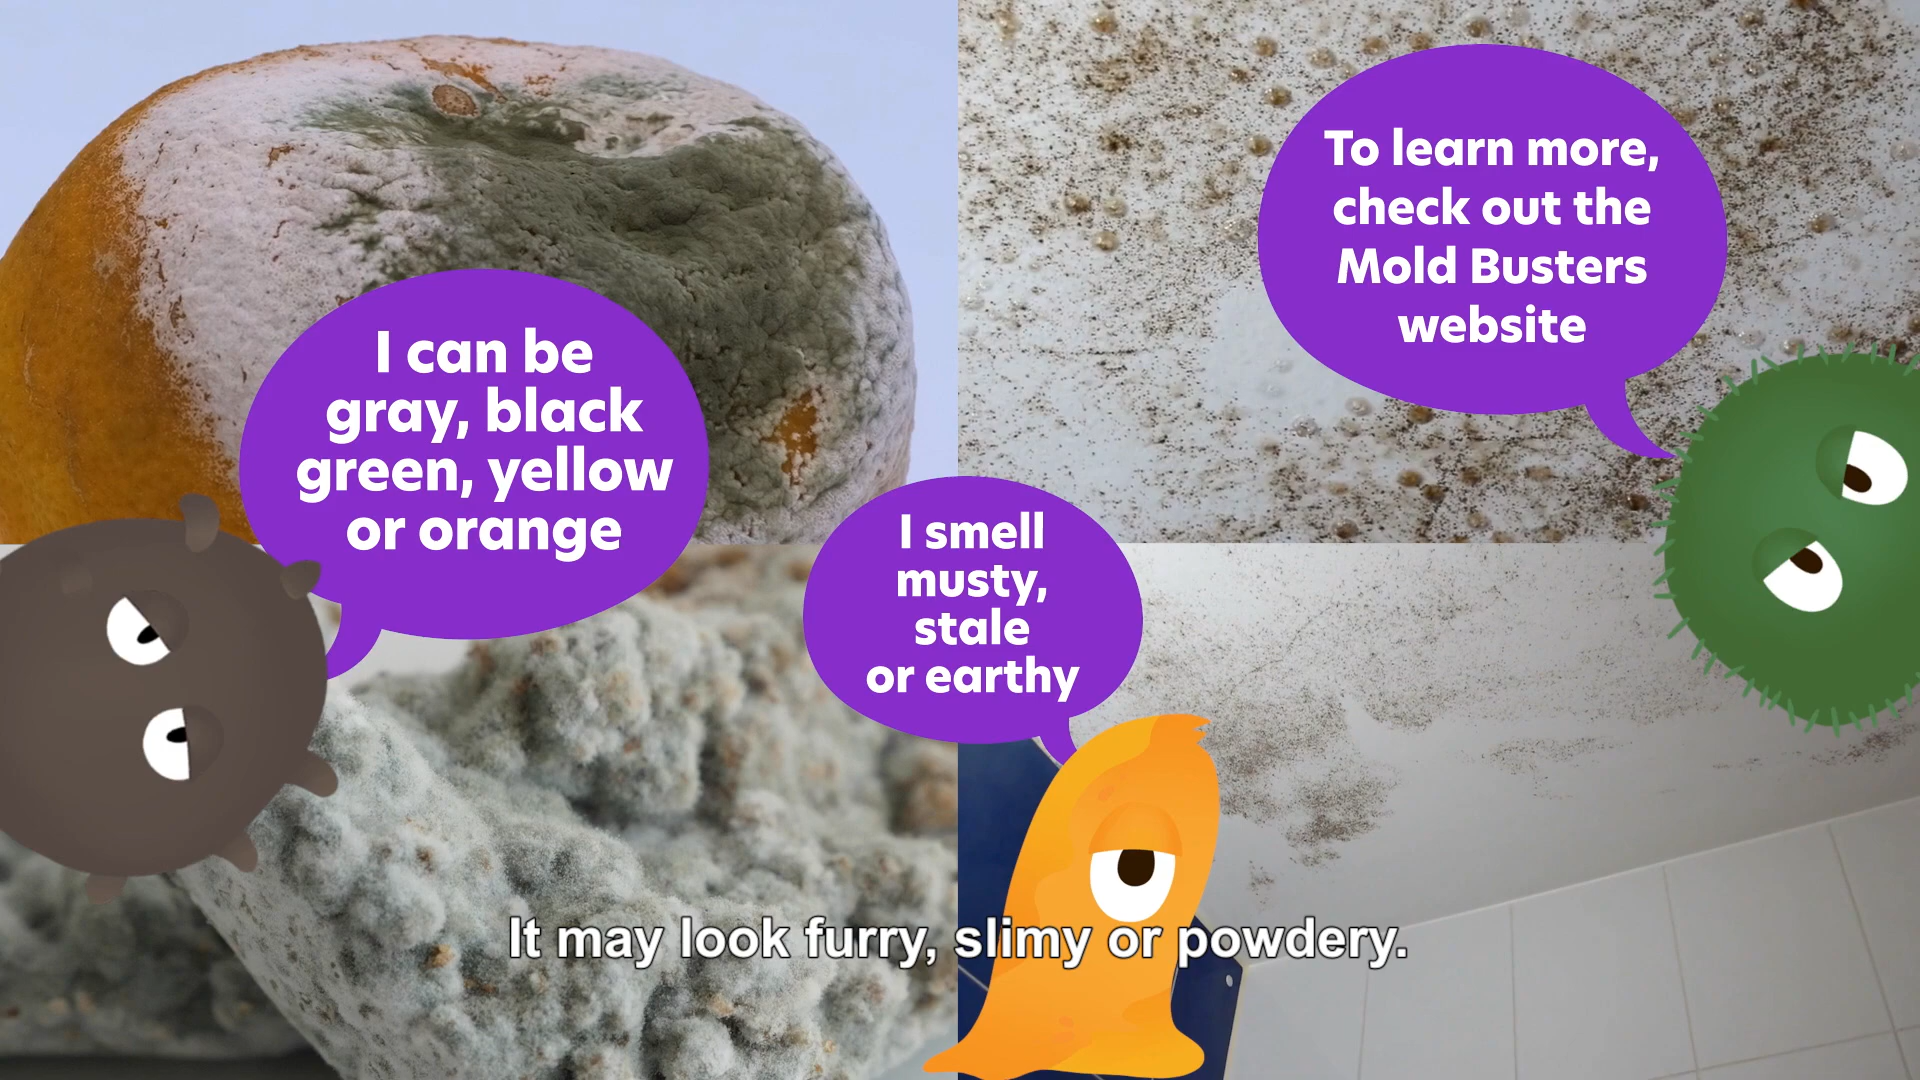 I can be
gray, black
green, yellow
or orange
To learn more,
check out the
Mold Busters
website
I smell
musty,
stale
or earthy
It may look furry, slimy or powdery.